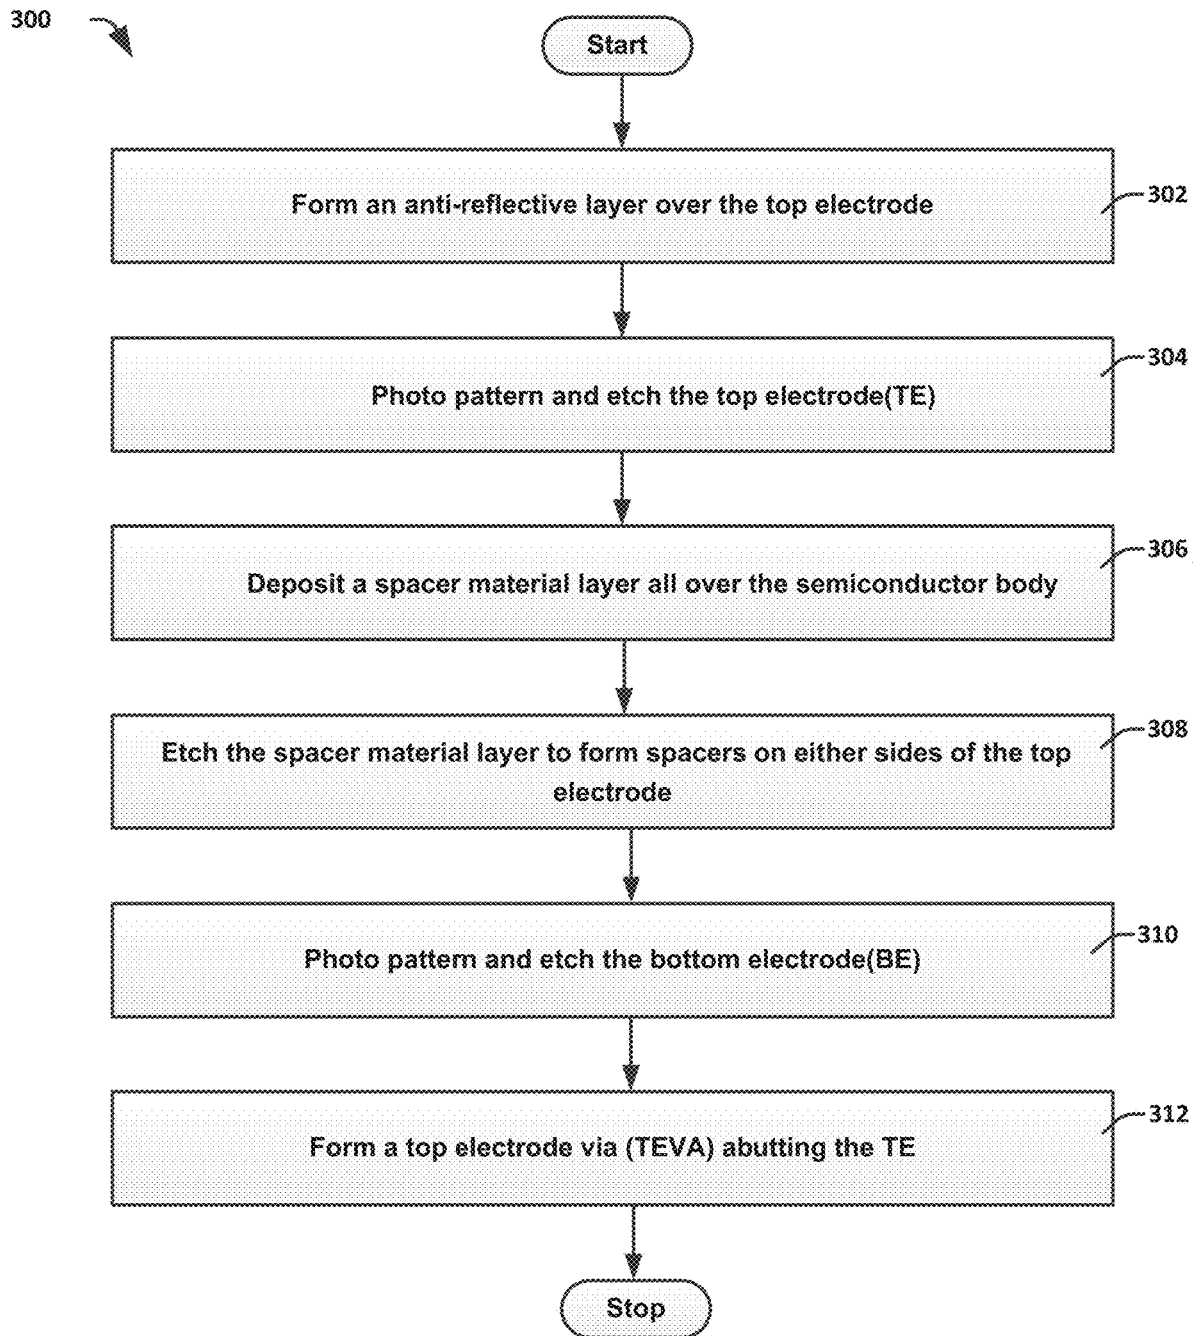 300
Start
Form an anti-reflective layer over the top electrode
302
Photo pattern and etch the top electrode(TE)
304
Deposit a spacer material layer all over the semiconductor body
306
Etch the spacer material layer to form spacers on either sides of the top
electrode
308
Photo pattern and etch the bottom electrode(BE)
310
Form a top electrode via (TEVA) abutting the TE
312
Stop